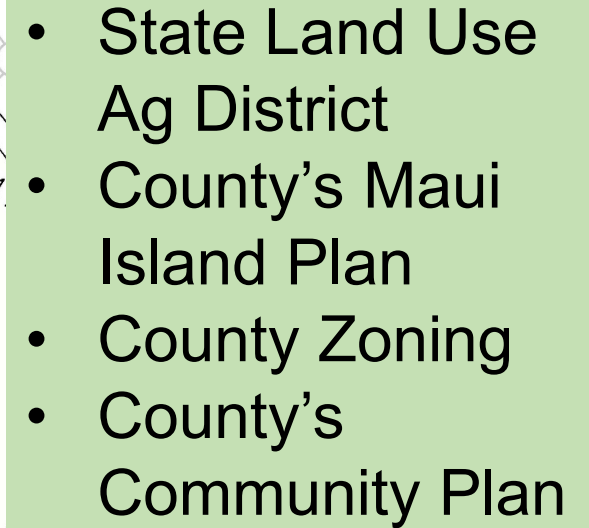 • State Land Use
Ag District
• County’s Maui
Island Plan
• County Zoning
• County’s
Community Plan